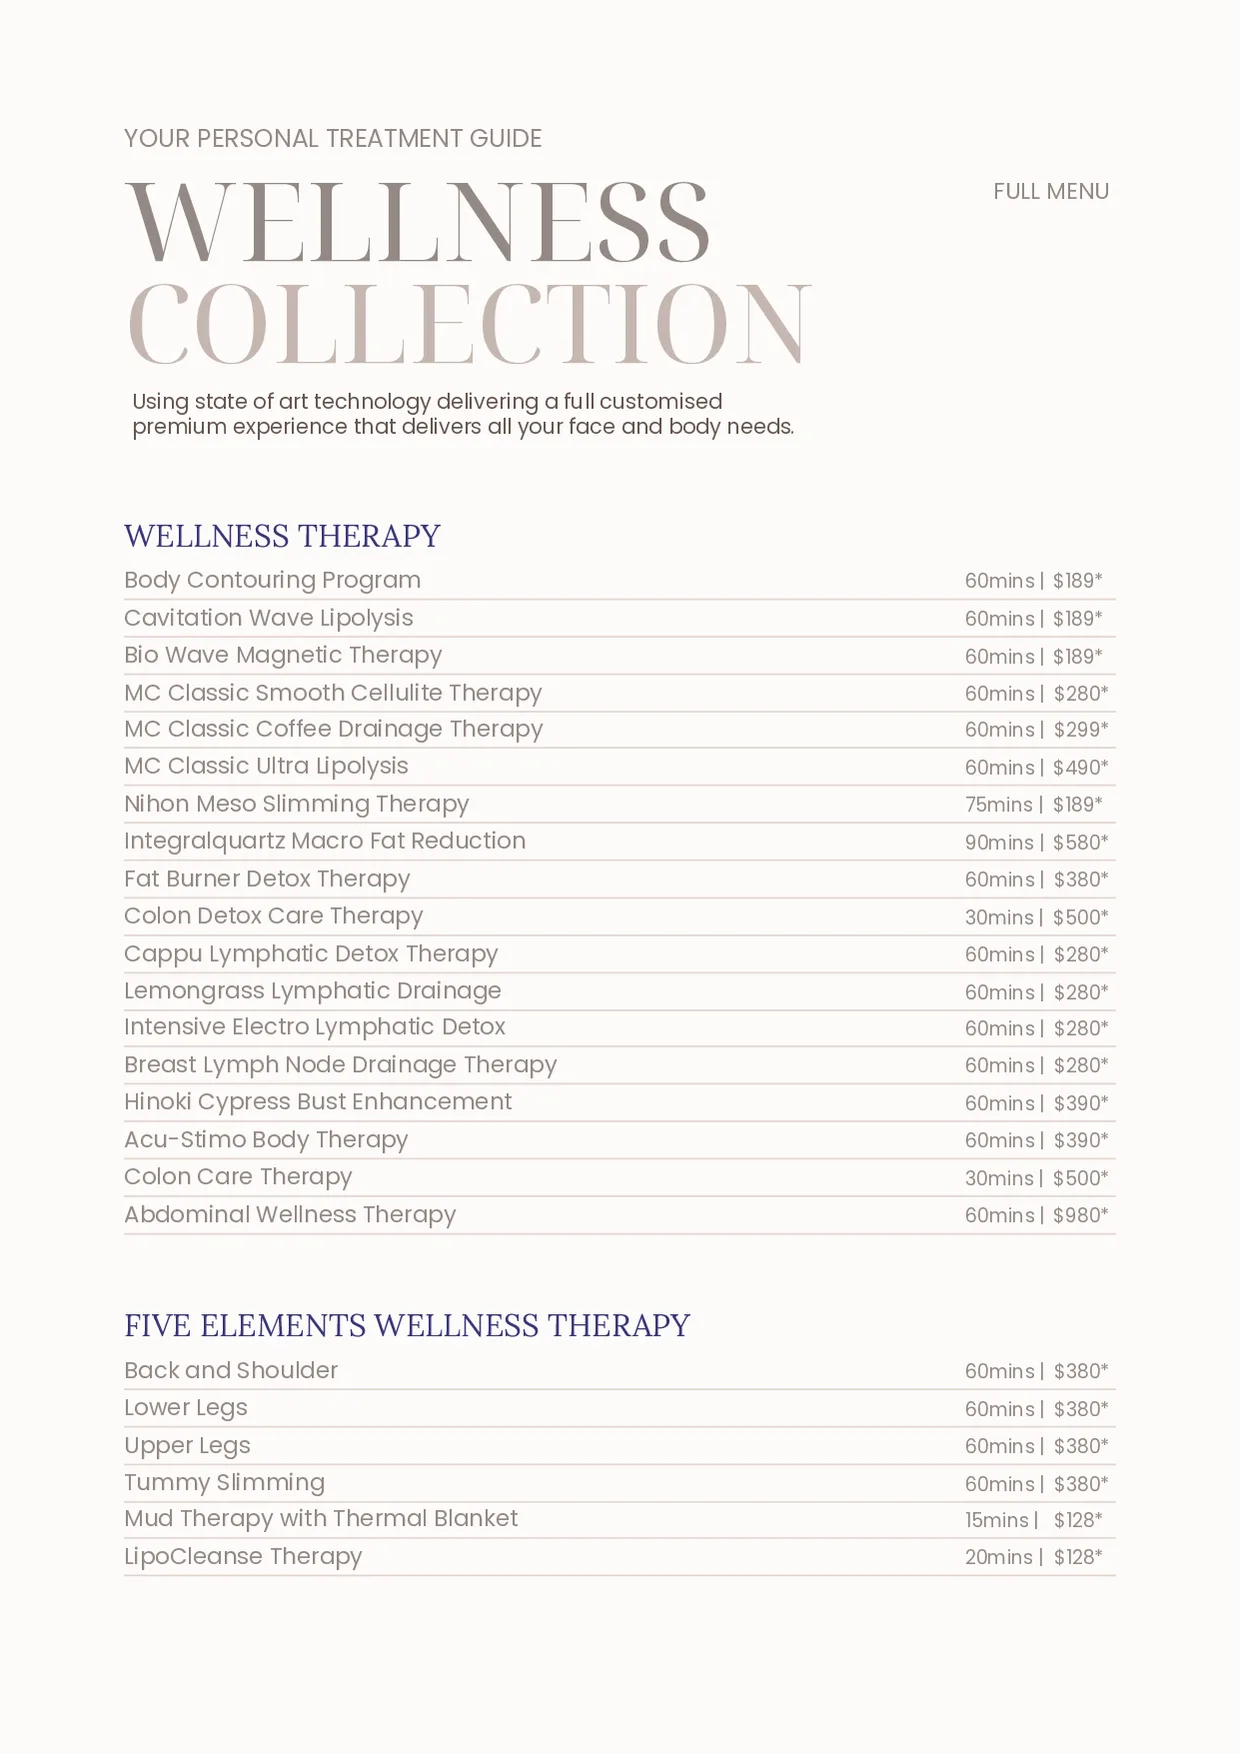 YOUR PERSONAL TREATMENT GUIDE
WELLNESS
FULL MENU
COLLECTION
Using state of art technology delivering a full customised
premium experience that delivers all your face and body needs.
WELLNESS THERAPY
Body Contouring Program 60mins | $189*
Cavitation Wave Lipolysis 60mins | $189*
Bio Wave Magnetic Therapy 60mins | $189*
MC Classic Smooth Cellulite Therapy 60mins | $280*
MC Classic Coffee Drainage Therapy 60mins | $299*
MC Classic Ultra Lipolysis 60mins | $490*
Nihon Meso Slimming Therapy 75mins | $189*
Integralquartz Macro Fat Reduction 90mins | $580*
Fat Burner Detox Therapy 60mins | $380*
Colon Detox Care Therapy 30mins | $500*
Cappu Lymphatic Detox Therapy 60mins | $280*
Lemongrass Lymphatic Drainage 60mins | $280*
Intensive Electro Lymphatic Detox 60mins | $280*
Breast Lymph Node Drainage Therapy 60mins | $280*
Hinoki Cypress Bust Enhancement 60mins | $390*
Acu-Stimo Body Therapy 60mins | $390*
Colon Care Therapy 30mins | $500*
Abdominal Wellness Therapy 60mins | $980*
FIVE ELEMENTS WELLNESS THERAPY
Back and Shoulder 60mins | $380*
Lower Legs 60mins | $380*
Upper Legs 60mins | $380*
Tummy Slimming 60mins | $380*
Mud Therapy with Thermal Blanket 15mins | $128*
LipoCleanse Therapy 20mins | $128*